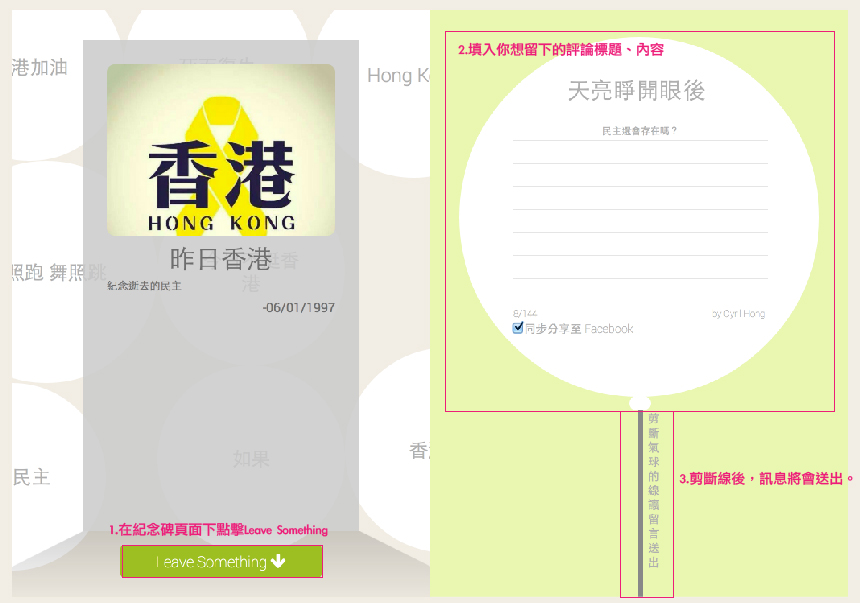 港加油
Hong K
香港
HONG KONG
昨日香港
港
紀念逝去的民主
-06/01/1997
照跑 舞照跳
如果
民主
香
1.在紀念碑頁面下點擊Leave Something
Leave Something
2.填入你想留下的評論標題、內容
天亮睜開眼後
民主還會存在嗎？
8/144
by Cyril Hong
同步分享至 Facebook
剪斷氣球的線讓留言送出
3.剪斷線後，訊息將會送出。